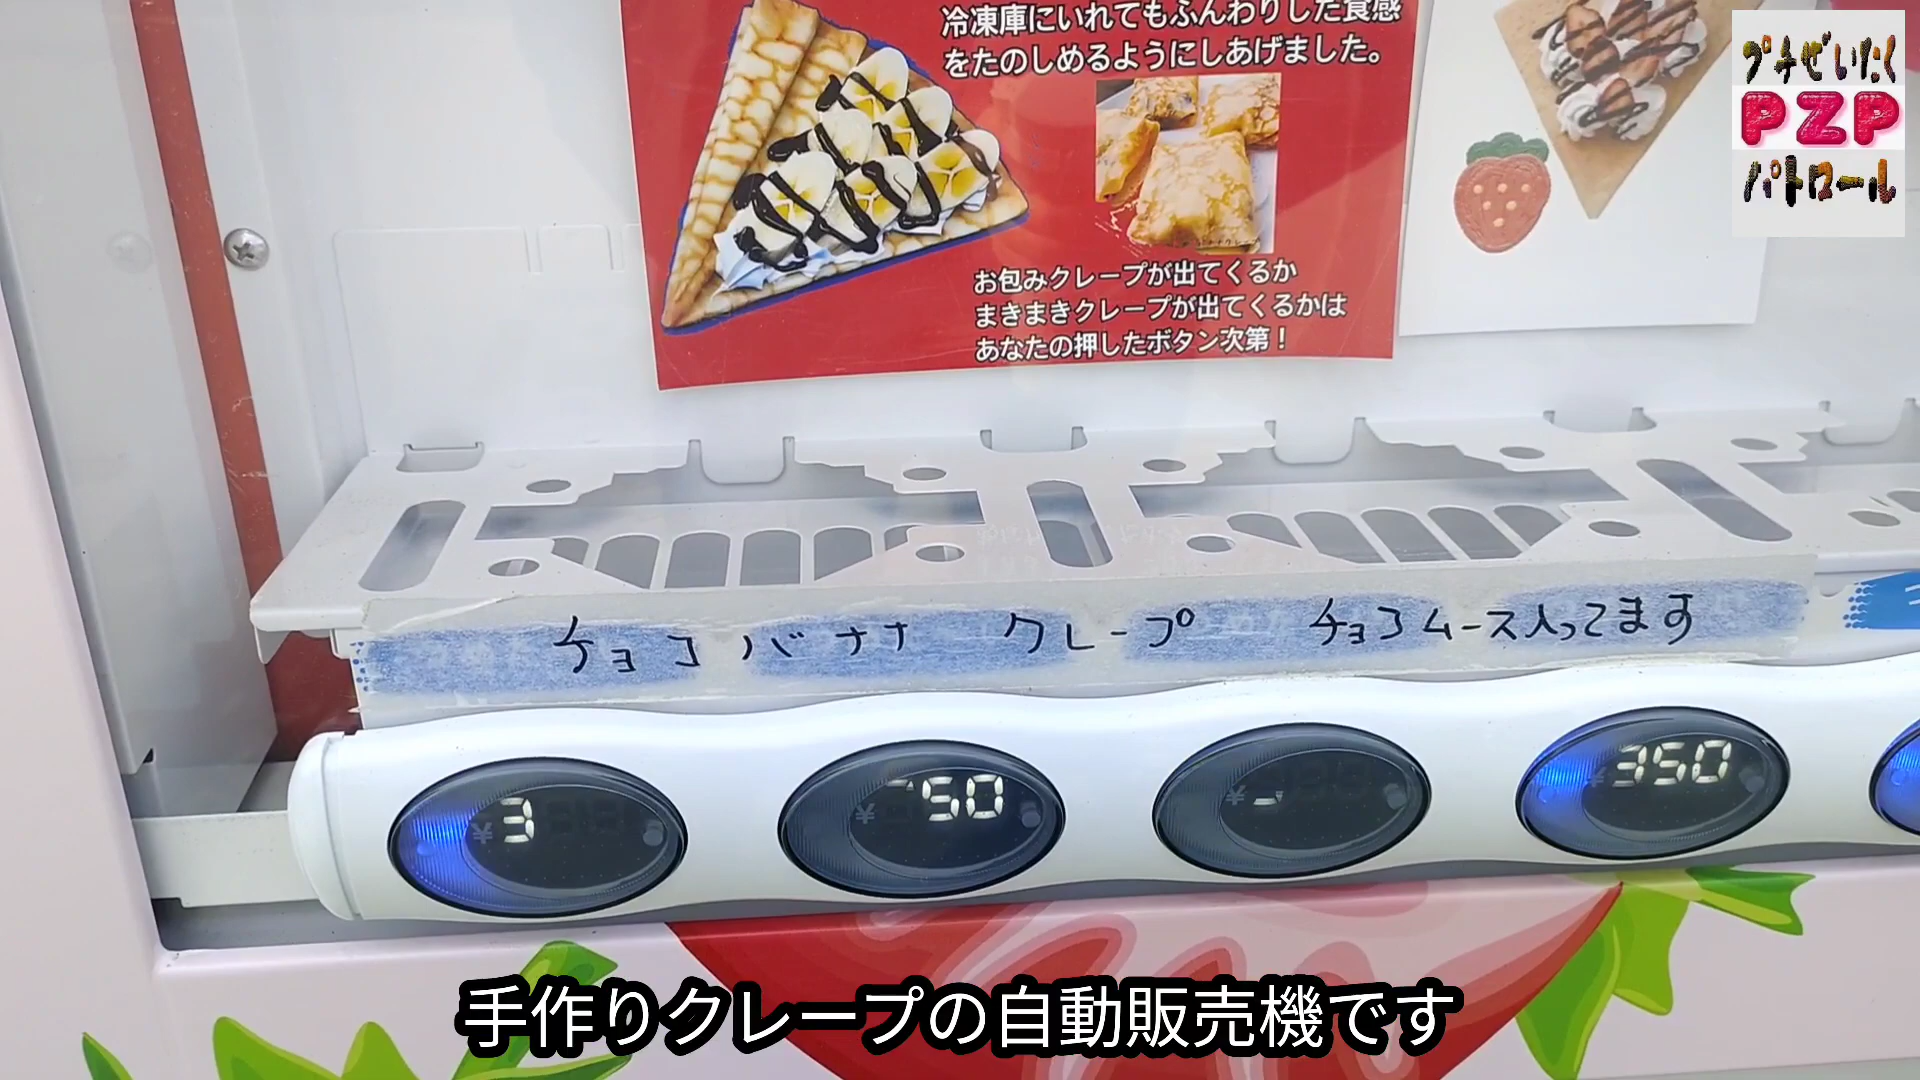 冷凍庫にいれてもふんわりした食感
をたのしめるようにしあげました。
プチぜいたく
PZP
パトロール
お包みクレープが出てくるか
まきまきクレープが出てくるかは
あなたの押したボタン次第！
チョコバナナ クレープ チョコムース入ってます
¥3
¥50
¥
¥350
手作りクレープの自動販売機です